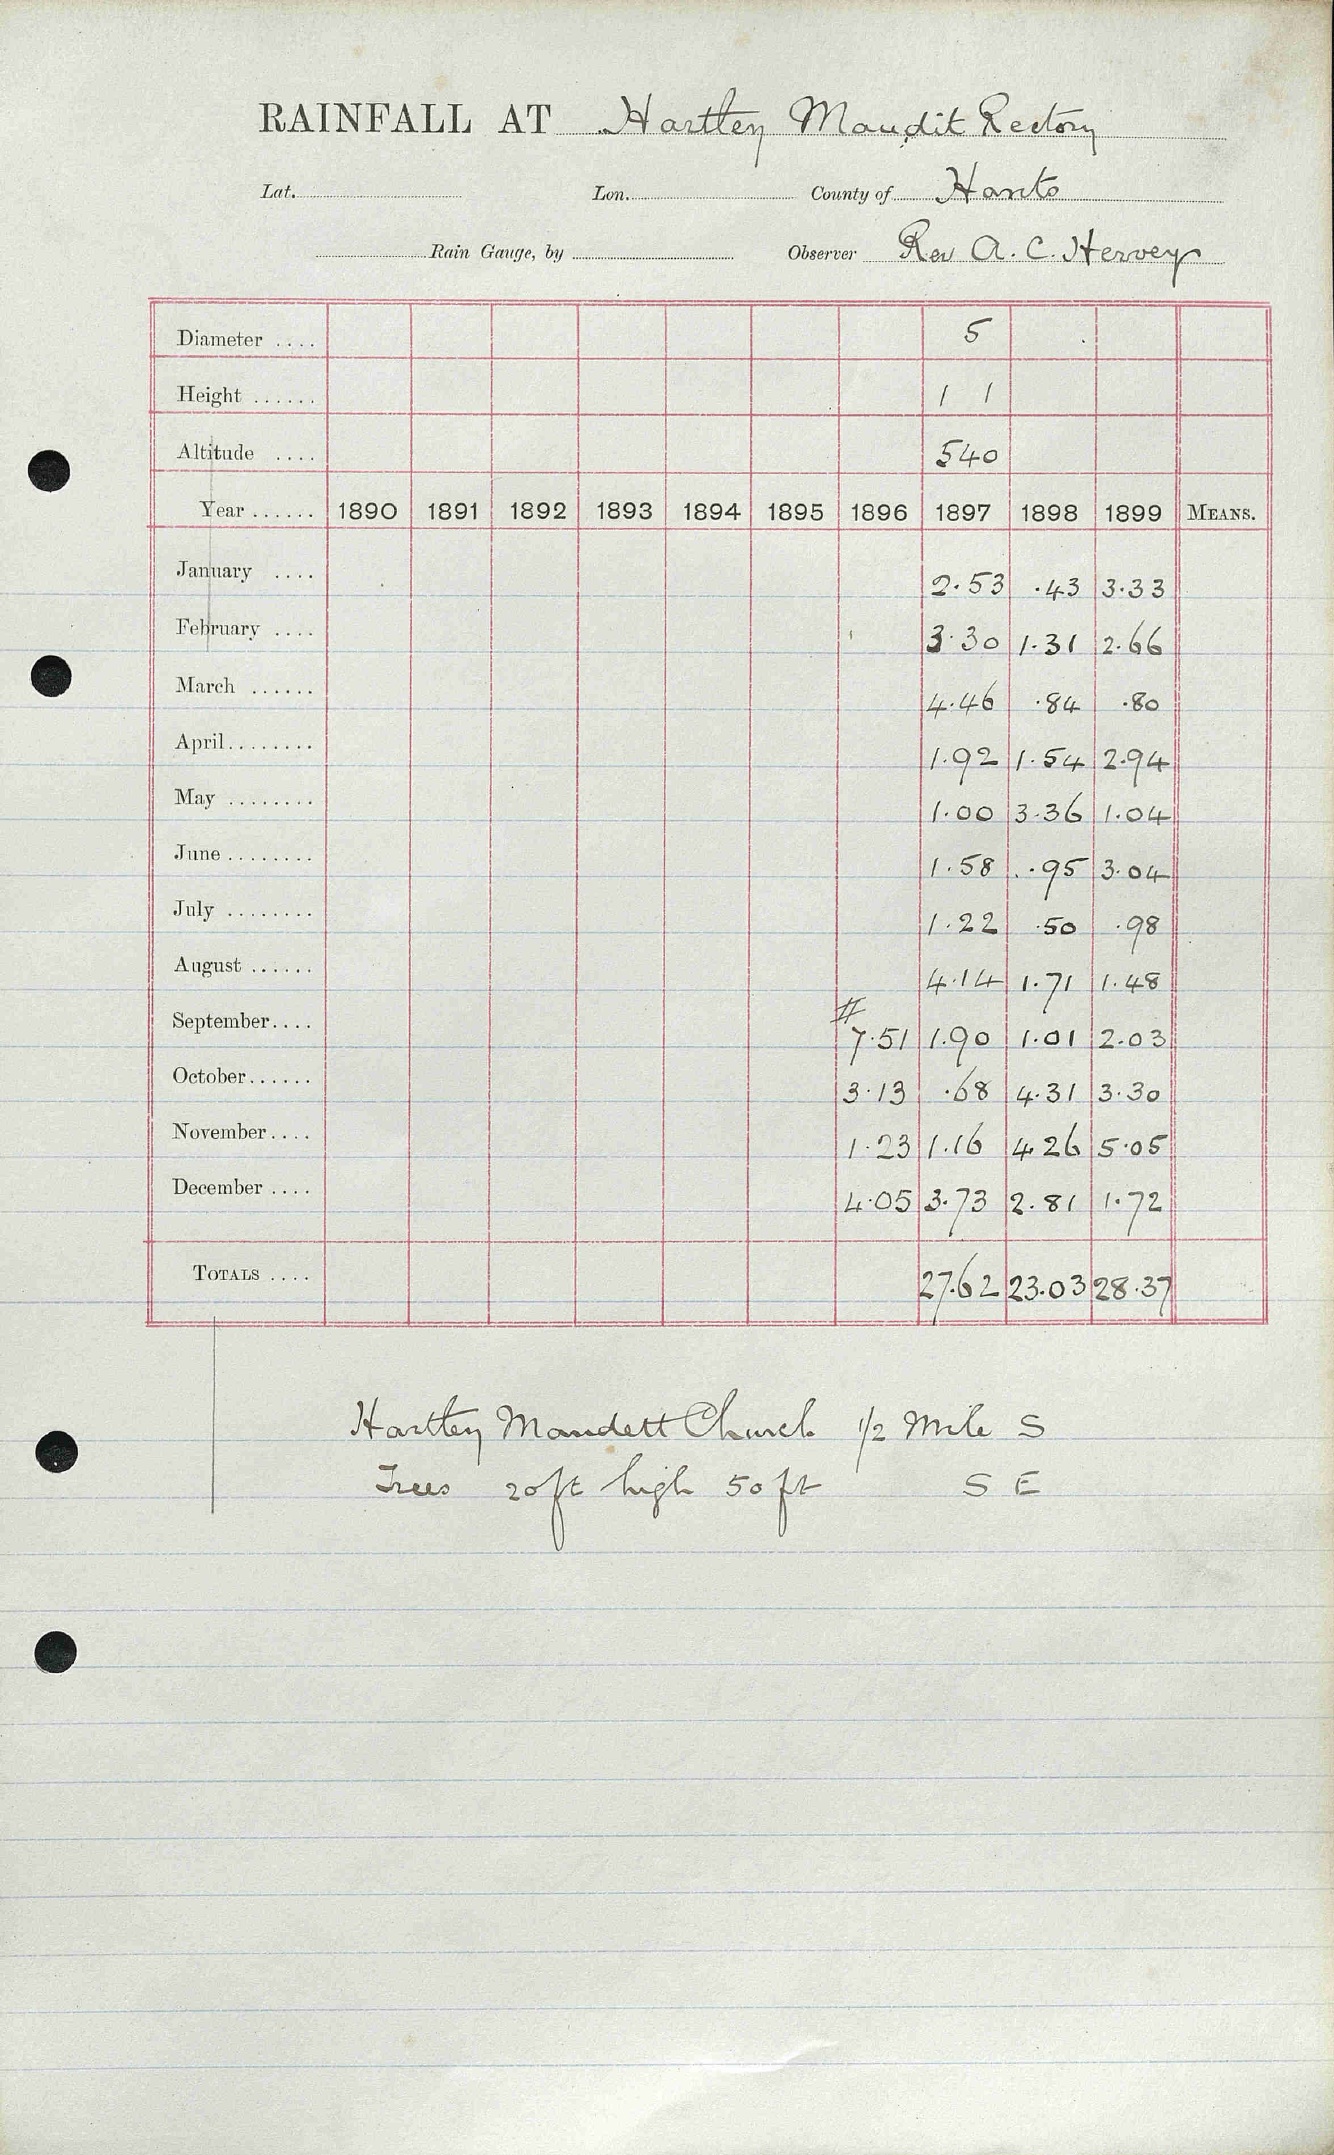 RAINFALL AT Hartley Maudit Rectory
Lat. Lon. County of Hants
Rain Gauge, by Observer Rev A. C. Hervey
Diameter .... 5
Height ...... 1 1
Altitude .... 540
Year ...... 1890 1891 1892 1893 1894 1895 1896 1897 1898 1899 MEANS.
January .... 2.53 .43 3.33
February .... 3.30 1.31 2.66
March ...... 4.46 .84 .80
April........ 1.92 1.54 2.94
May ........ 1.00 3.36 1.04
June ........ 1.58 .95 3.04
July ........ 1.22 .50 .98
August ...... 4.14 1.71 1.48
September.... # 7.51 1.90 1.01 2.03
October...... 3.13 .68 4.31 3.30
November.... 1.23 1.16 4.26 5.05
December .... 4.05 3.73 2.81 1.72
TOTALS .... 27.62 23.03 28.37
Hartley Maudett Church 1/2 Mile S
Trees 20ft high 50ft S E